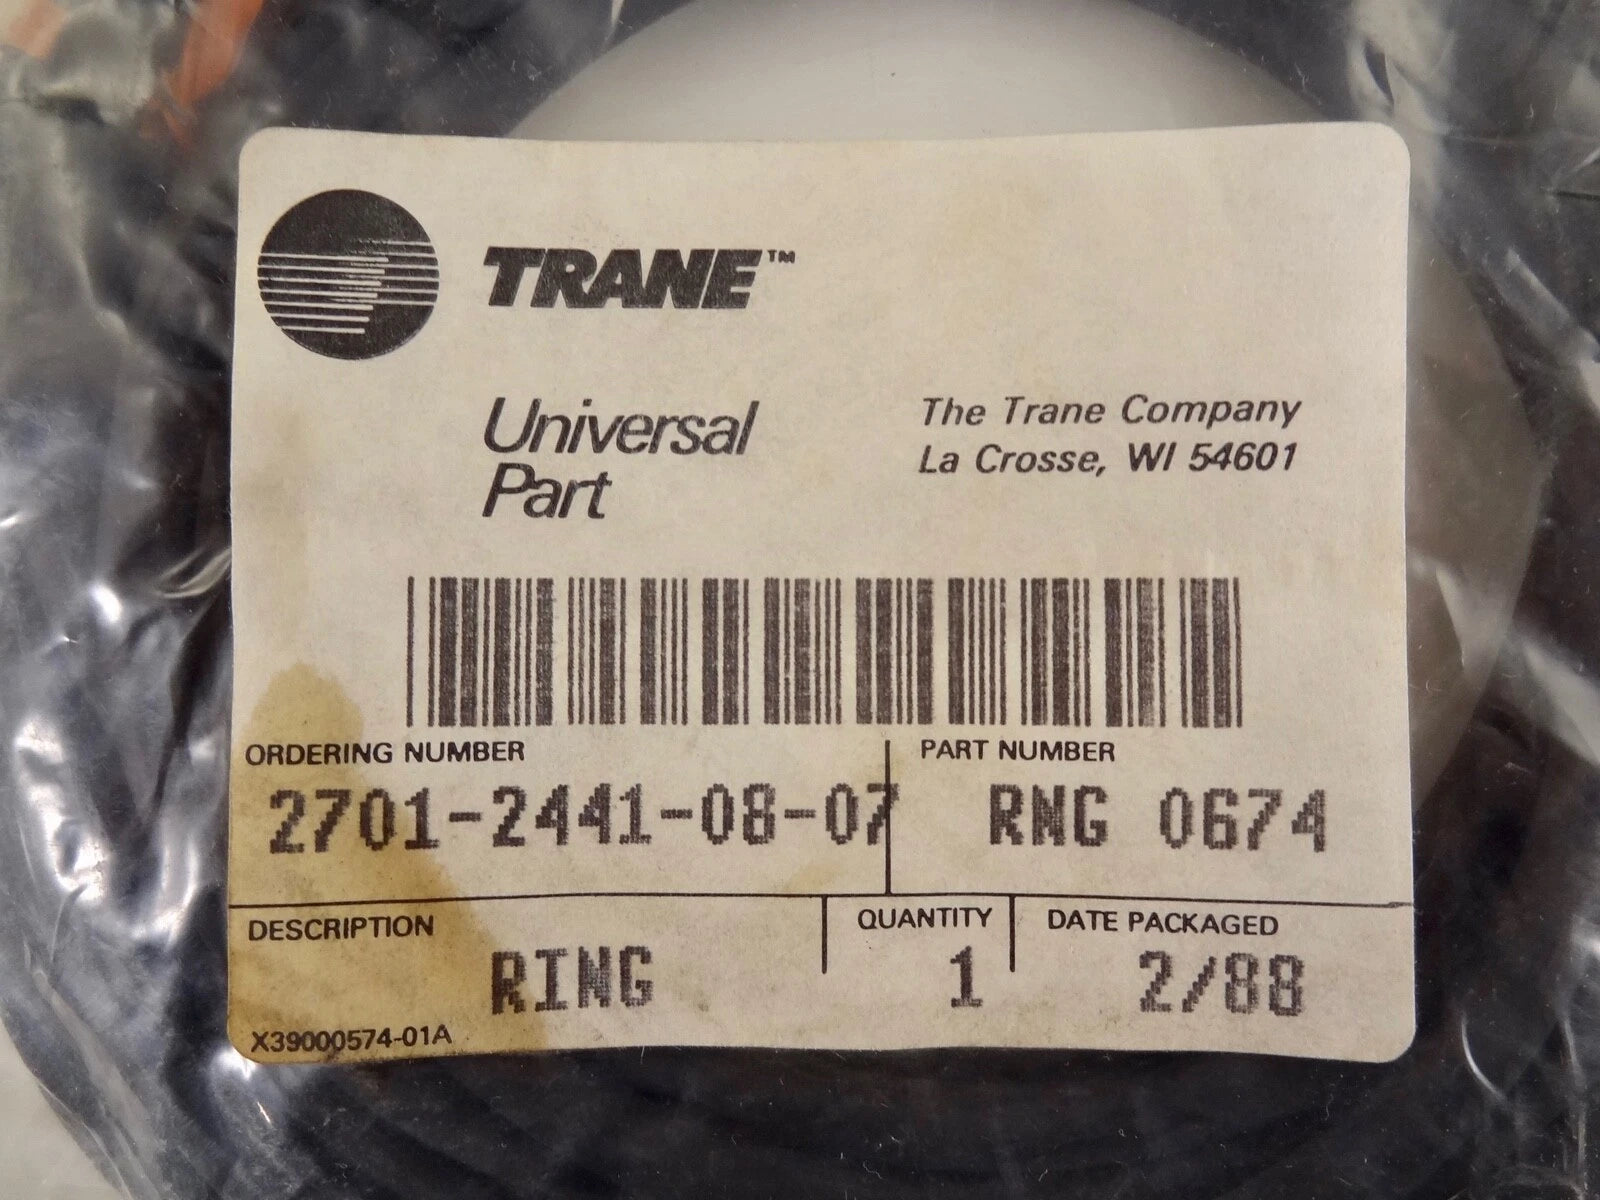 TRANE™
Universal
Part
The Trane Company
La Crosse, WI 54601
ORDERING NUMBER
2701-2441-08-07
PART NUMBER
RNG 0674
DESCRIPTION
RING
QUANTITY
1
DATE PACKAGED
2/88
X39000574-01A